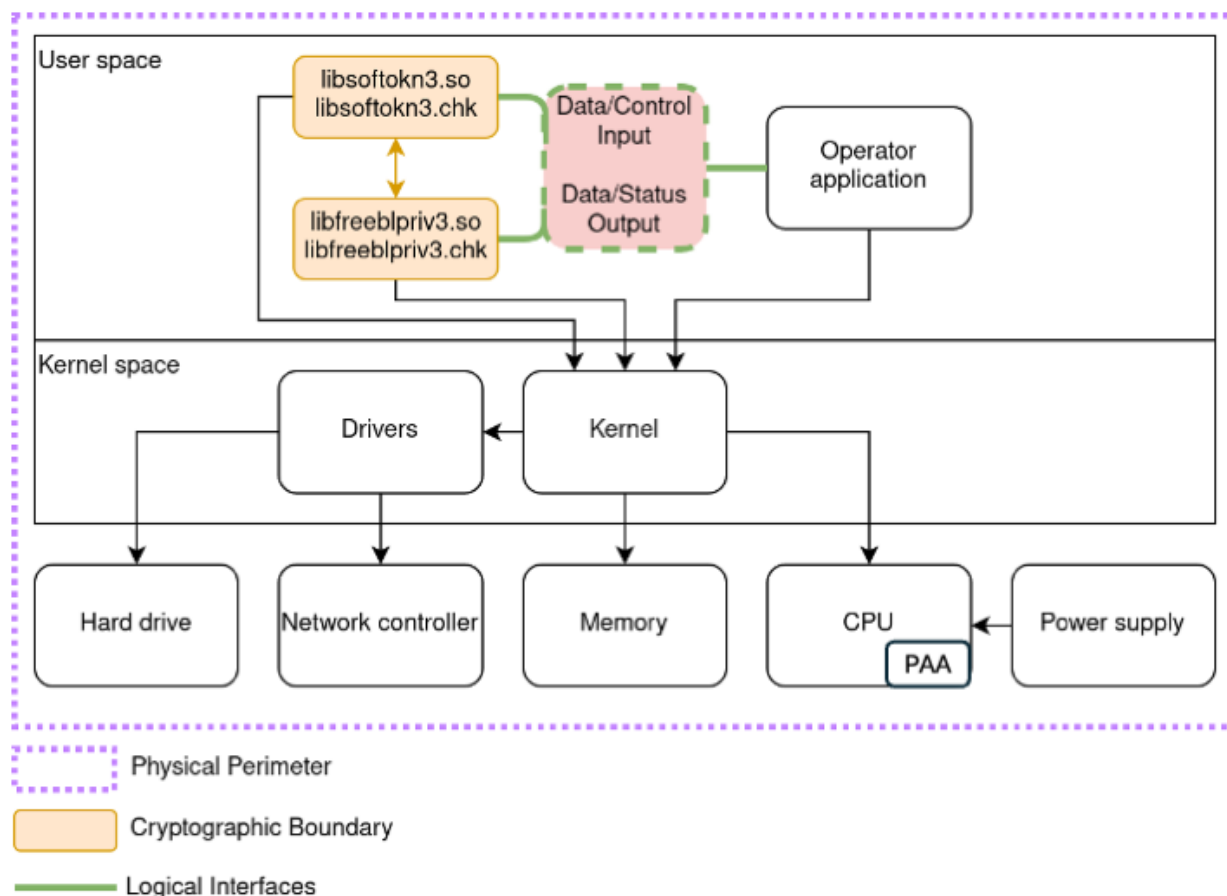 User space
libsoftokn3.so
libsoftokn3.chk
Data/Control
Input
Data/Status
Output
Operator
application
libfreeblpriv3.so
libfreeblpriv3.chk
Kernel space
Drivers
Kernel
Hard drive
Network controller
Memory
CPU
PAA
Power supply
Physical Perimeter
Cryptographic Boundary
Logical Interfaces